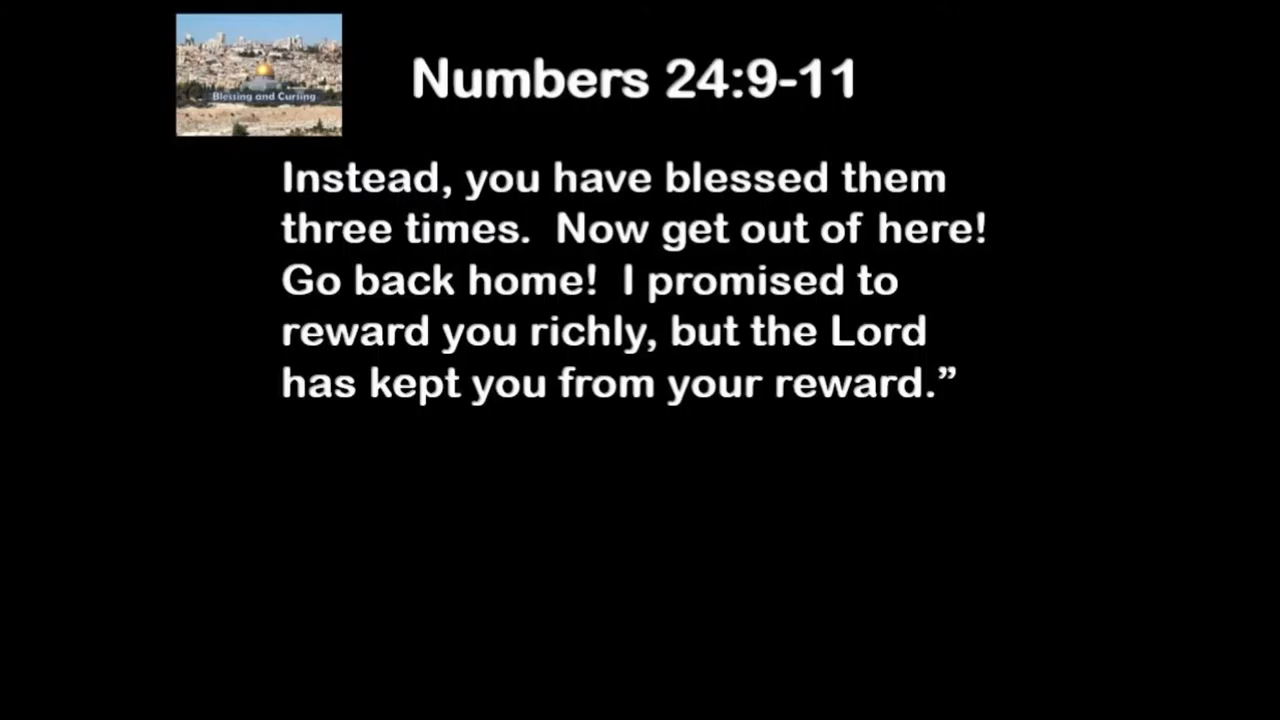 Blessing and Cursing
Numbers 24:9-11
Instead, you have blessed them
three times.  Now get out of here!
Go back home!  I promised to
reward you richly, but the Lord
has kept you from your reward.”